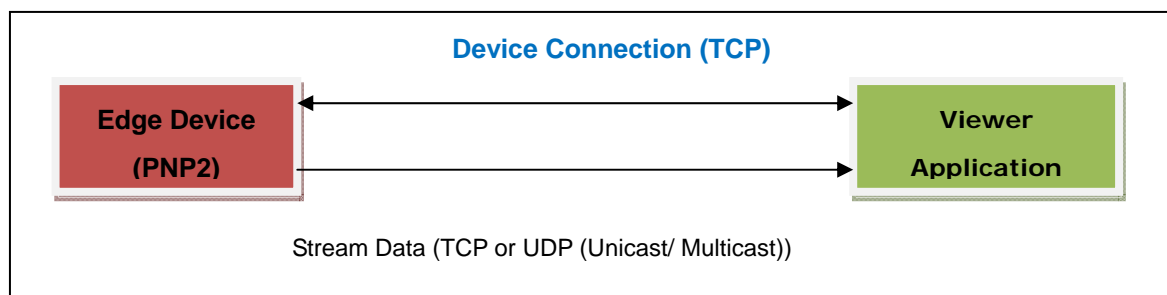 Device Connection (TCP)
Edge Device
(PNP2)
Viewer
Application
Stream Data (TCP or UDP (Unicast/ Multicast))